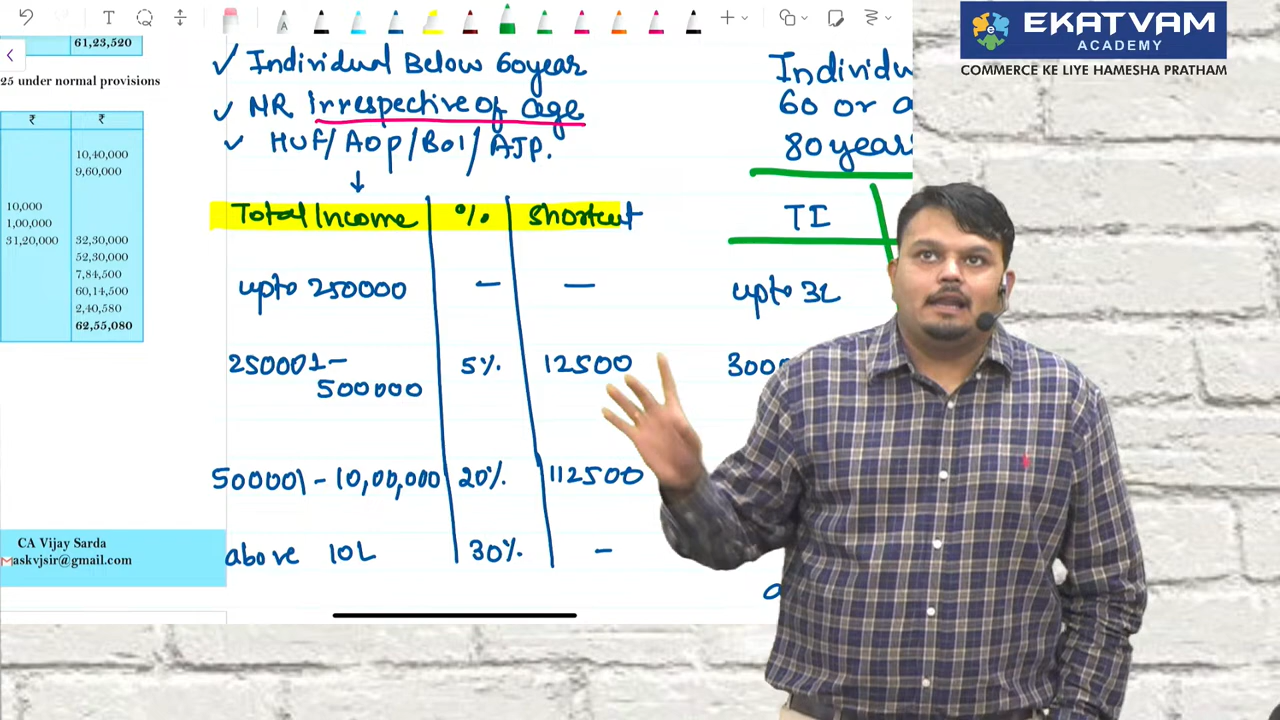 61,23,520
25 under normal provisions
₹ ₹
10,40,000
9,60,000
10,000
1,00,000
31,20,000 32,30,000
52,30,000
7,84,500
60,14,500
2,40,580
62,55,080
CA Vijay Sarda
askvjsir@gmail.com
✓ Individual Below 60year
✓ NR Irrespective of age
✓ HUF/AOP/BOI/AJP.
Total Income % Shortcut
upto 250000 - -
250001-
500000 5% 12500
500001 - 10,00,000 20% 112500
above 10L 30% -
Individu
60 or a
80 years
TI
upto 3L
3000
EKATVAM
ACADEMY
COMMERCE KE LIYE HAMESHA PRATHAM